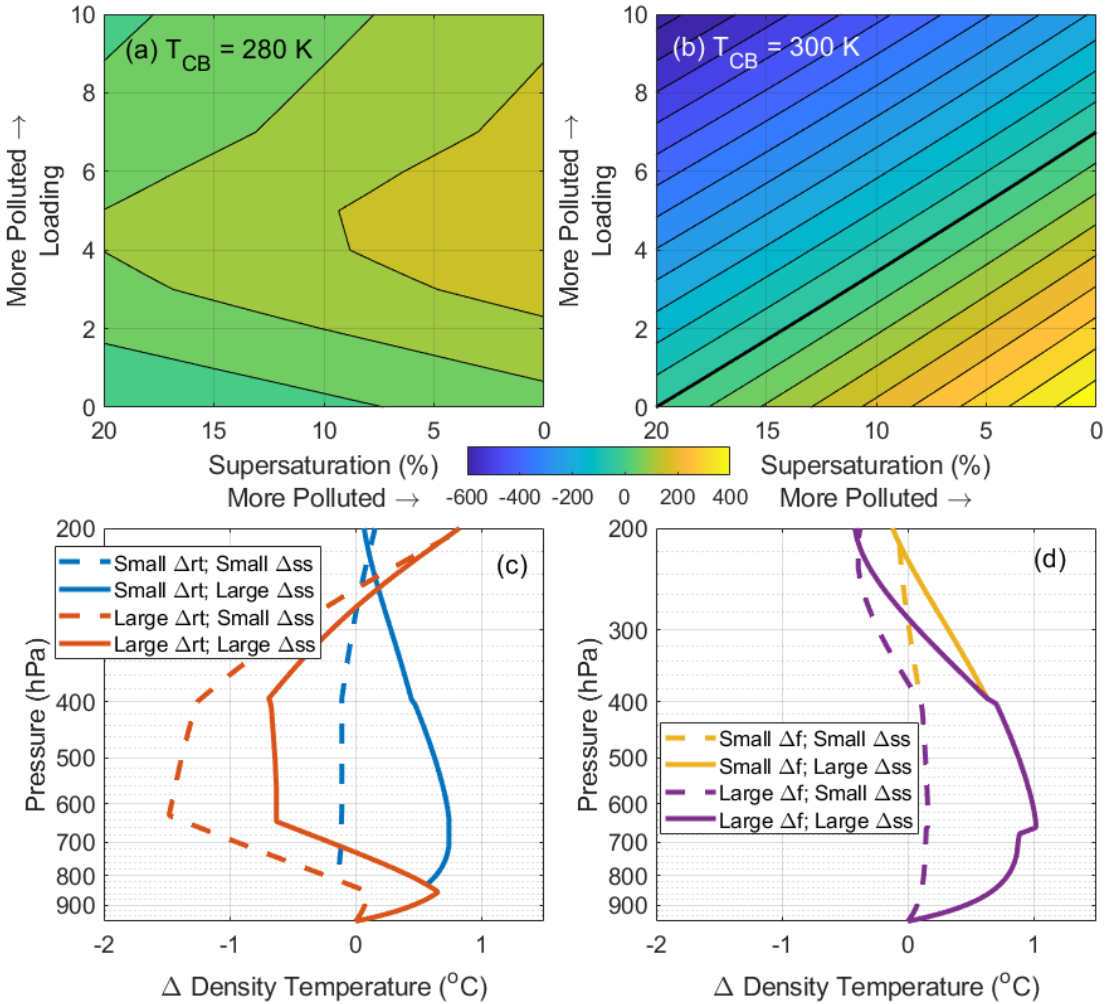 (a) T_CB = 280 K
(b) T_CB = 300 K
10
8
6
4
2
0
More Polluted →
Loading
20
15
10
5
0
Supersaturation (%)
More Polluted →
10
8
6
4
2
0
More Polluted →
Loading
20
15
10
5
0
Supersaturation (%)
More Polluted →
-600
-400
-200
0
200
400
(c)
200
300
400
500
600
700
800
900
Pressure (hPa)
Small Δrt; Small Δss
Small Δrt; Large Δss
Large Δrt; Small Δss
Large Δrt; Large Δss
-2
-1
0
1
Δ Density Temperature (°C)
(d)
200
300
400
500
600
700
800
900
Pressure (hPa)
Small Δf; Small Δss
Small Δf; Large Δss
Large Δf; Small Δss
Large Δf; Large Δss
-2
-1
0
1
Δ Density Temperature (°C)